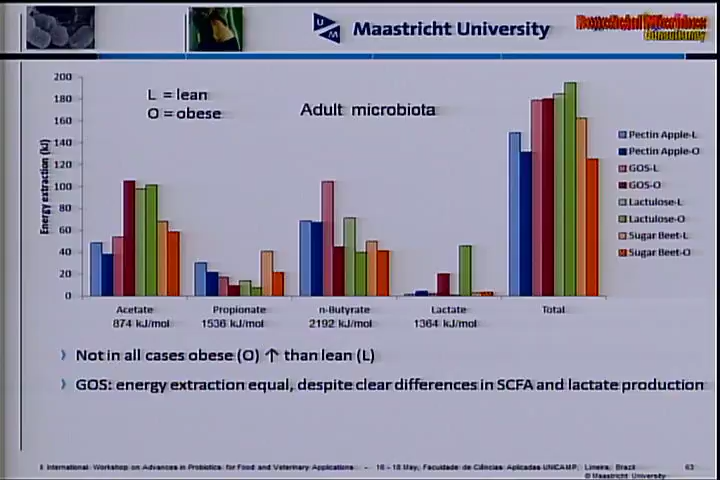 Maastricht University
UM
Consultancy
L = lean
O = obese
Adult microbiota
Energy extraction (kJ)
200
180
160
140
120
100
80
60
40
20
0
Acetate
874 kJ/mol
Propionate
1536 kJ/mol
n-Butyrate
2192 kJ/mol
Lactate
1364 kJ/mol
Total
Pectin Apple-L
Pectin Apple-O
GOS-L
GOS-O
Lactulose-L
Lactulose-O
Sugar Beet-L
Sugar Beet-O
Not in all cases obese (O) ↑ than lean (L)
GOS: energy extraction equal, despite clear differences in SCFA and lactate production
II International Workshop on Advances in Probiotics for Food and Veterinary Applications - 16 - 18 May, Faculdade de Ciências Aplicadas UNICAMP, Limeira, Brazil 63
© Maastricht University